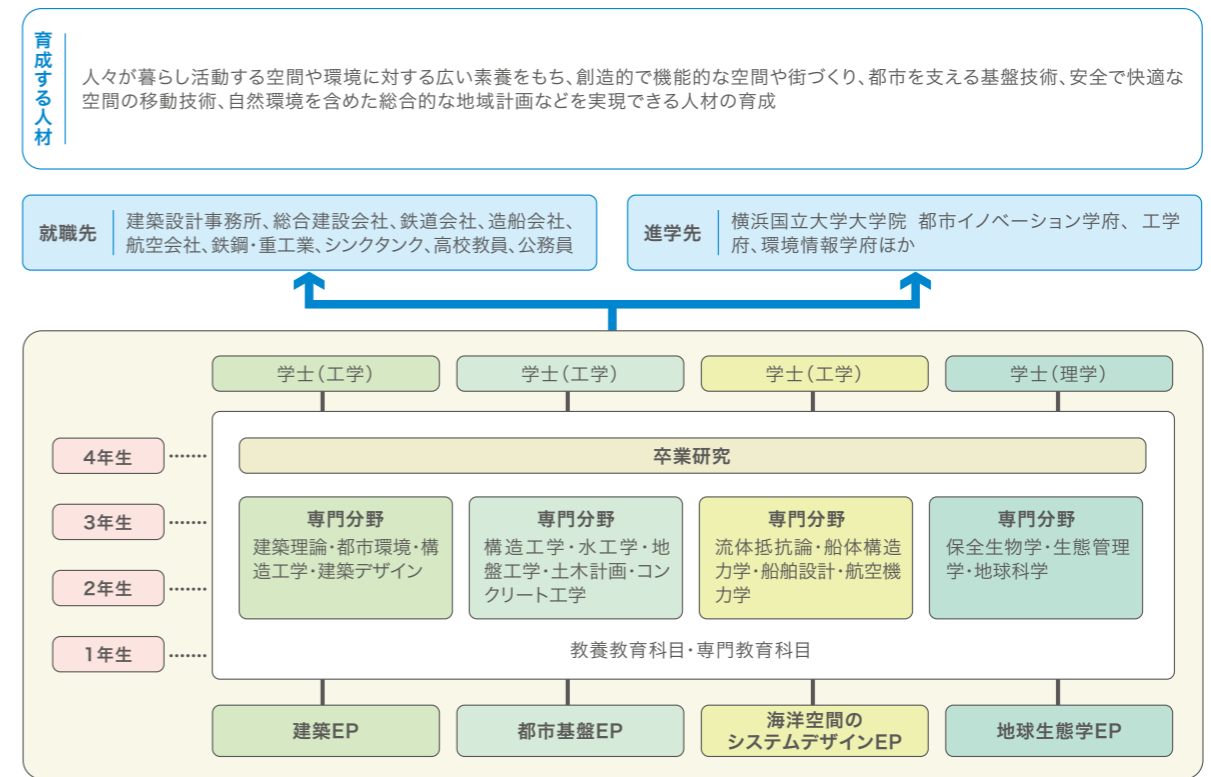 育成する人材
人々が暮らし活動する空間や環境に対する広い素養をもち、創造的で機能的な空間や街づくり、都市を支える基盤技術、安全で快適な
空間の移動技術、自然環境を含めた総合的な地域計画などを実現できる人材の育成
就職先
建築設計事務所、総合建設会社、鉄道会社、造船会社、
航空会社、鉄鋼・重工業、シンクタンク、高校教員、公務員
進学先
横浜国立大学大学院 都市イノベーション学府、 工学
府、環境情報学府ほか
学士（工学）
学士（工学）
学士（工学）
学士（理学）
4年生
卒業研究
3年生
2年生
1年生
専門分野
建築理論・都市環境・構
造工学・建築デザイン
専門分野
構造工学・水工学・地
盤工学・土木計画・コン
クリート工学
専門分野
流体抵抗論・船体構造
力学・船舶設計・航空機
力学
専門分野
保全生物学・生態管理
学・地球科学
教養教育科目・専門教育科目
建築EP
都市基盤EP
海洋空間の
システムデザインEP
地球生態学EP